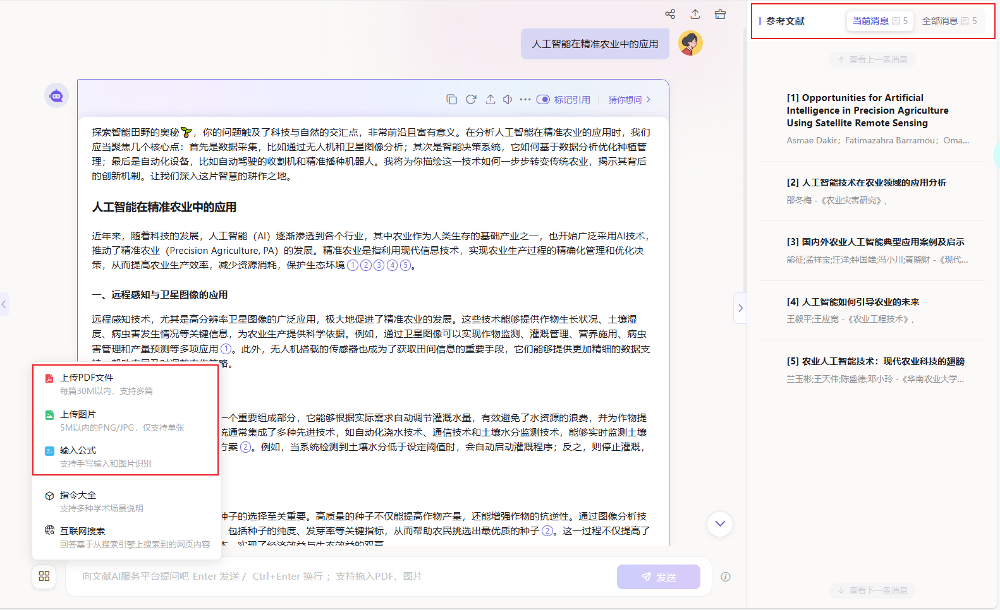 人工智能在精准农业中的应用
标记引用
猜你想问
探索智能田野的奥秘🌱，你的问题触及了科技与自然的交汇点，非常前沿且富有意义。在分析人工智能在精准农业的应用时，我们
应当聚焦几个核心点：首先是数据采集，比如通过无人机和卫星图像分析；其次是智能决策系统，它如何基于数据分析优化种植管
理；最后是自动化设备，比如自动驾驶的收割机和精准播种机器人。我将为你描绘这一技术如何一步步转变传统农业，揭示其背后
的创新机制。让我们深入这片智慧的耕作之地。
人工智能在精准农业中的应用
近年来，随着科技的发展，人工智能（AI）逐渐渗透到各个行业，其中农业作为人类生存的基础产业之一，也开始广泛采用AI技术，
推动了精准农业（Precision Agriculture, PA）的发展。精准农业是指利用现代信息技术，实现农业生产过程的精确化管理和优化决
策，从而提高农业生产效率，减少资源消耗，保护生态环境①②③④⑤。
一、远程感知与卫星图像的应用
远程感知技术，尤其是高分辨率卫星图像的广泛应用，极大地促进了精准农业的发展。这些技术能够提供作物生长状况、土壤湿
度、病虫害发生情况等关键信息，为农业生产提供科学依据。例如，通过卫星图像可以实现作物监测、灌溉管理、营养施用、病虫
害管理和产量预测等多项应用①。此外，无人机搭载的传感器也成为了获取田间信息的重要手段，它们能够提供更加精细的数据支
略。
一个重要组成部分，它能够根据实际需求自动调节灌溉水量，有效避免了水资源的浪费，并为作物提
统通常集成了多种先进技术，如自动化浇水技术、通信技术和土壤水分监测技术，能够实时监测土壤
方案②。例如，当系统检测到土壤水分低于设定阈值时，会自动启动灌溉程序；反之，则停止灌溉，
种子的选择至关重要。高质量的种子不仅能提高作物产量，还能增强作物的抗逆性。通过图像分析技
包括种子的纯度、发芽率等关键指标，从而帮助农民挑选出最优质的种子②。这一过程不仅提高了
实现了经济效益与生态效益的双赢
上传PDF文件
每篇30M以内，支持多篇
上传图片
5M以内的PNG/JPG，仅支持单张
输入公式
支持手写输入和图片识别
指令大全
支持多种学术场景说明
互联网搜索
回答基于从搜索引擎上搜索到的网页内容
向文献AI服务平台提问吧 Enter 发送 / Ctrl+Enter 换行 ；支持拖入PDF、图片
发送
参考文献
当前消息 5
全部消息 5
查看上一条消息
[1] Opportunities for Artificial
Intelligence in Precision Agriculture
Using Satellite Remote Sensing
Asmae Dakir；Fatimazahra Barramou；Oma...
[2] 人工智能技术在农业领域的应用分析
邵冬梅 -《农业灾害研究》,
[3] 国内外农业人工智能典型应用案例及启示
熊征;孟祥宝;汪洋;钟国雄;冯小川;黄晓财 -《现代...
[4] 人工智能如何引导农业的未来
王毅平;王应宽 -《农业工程技术》,
[5] 农业人工智能技术：现代农业科技的翅膀
兰玉彬;王天伟;陈盛德;邓小玲 -《华南农业大学...
查看下一条消息